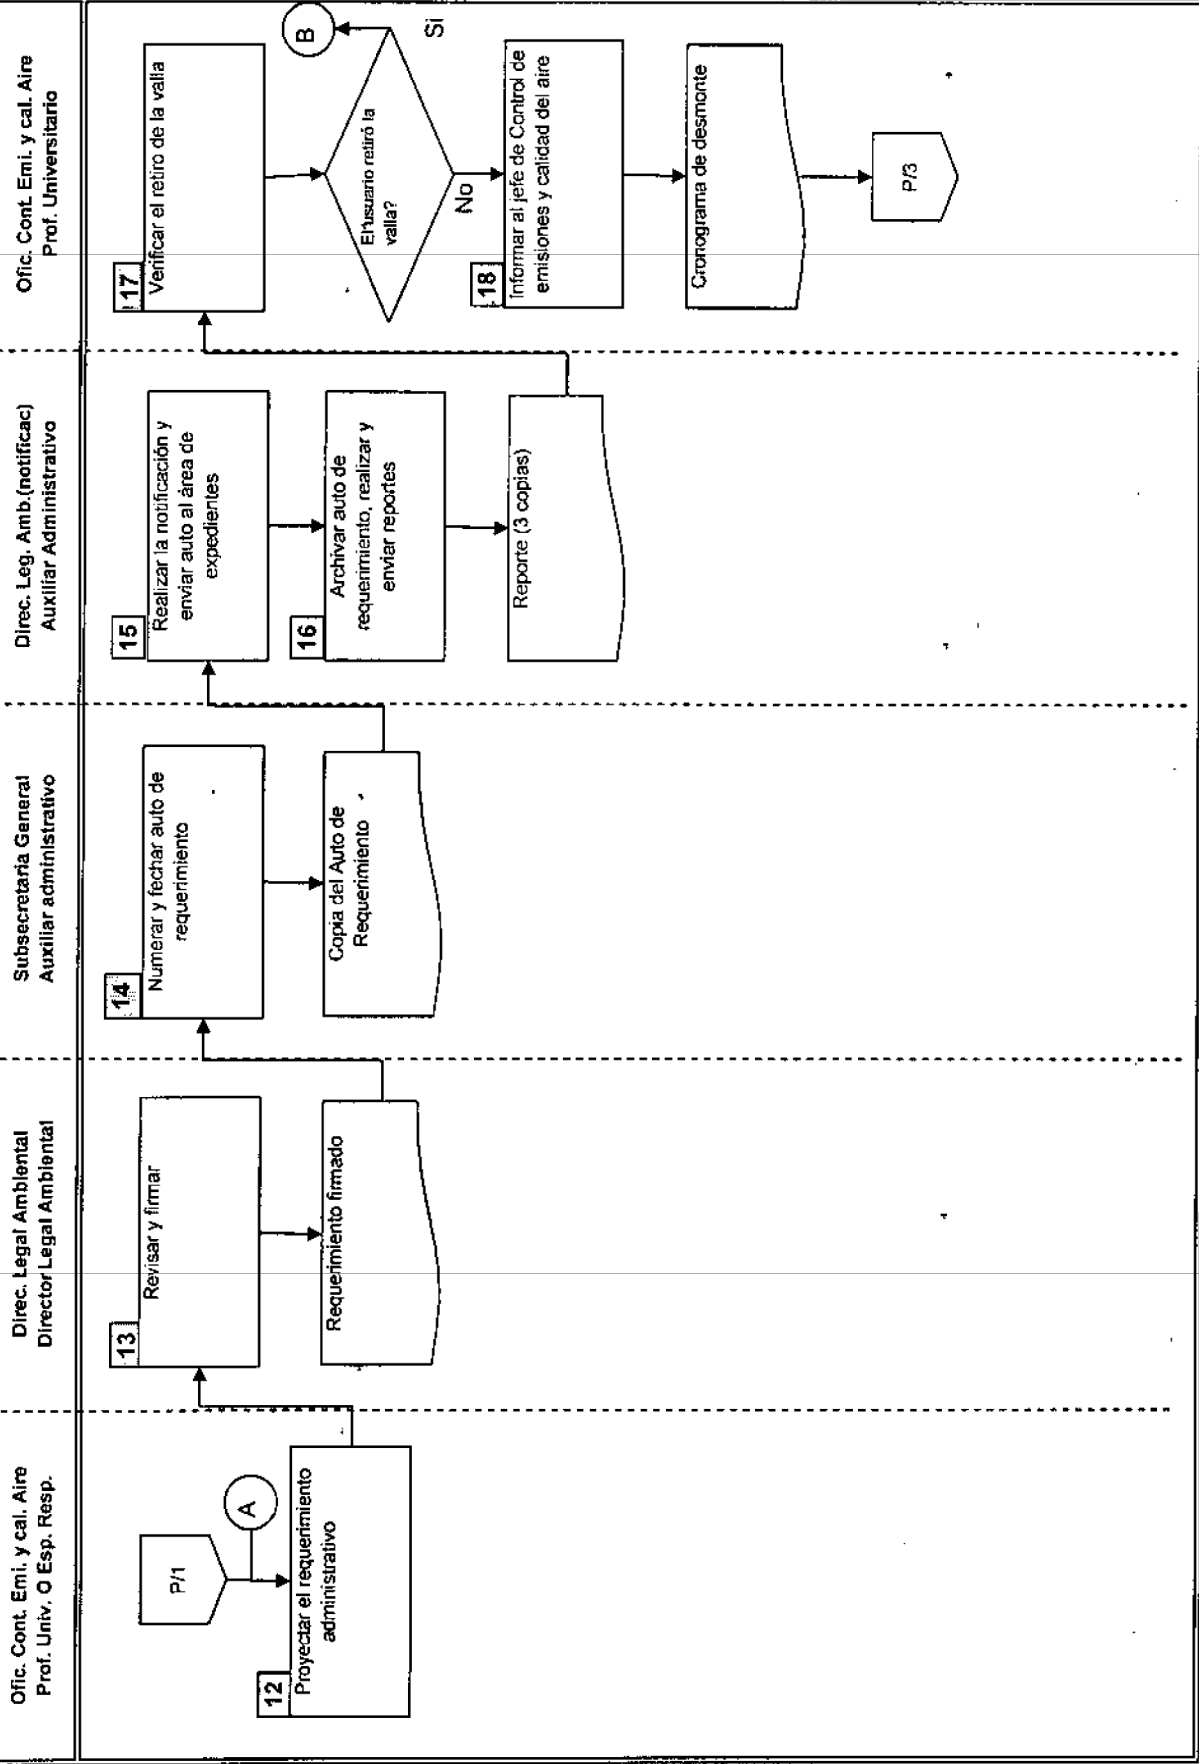 Ofic. Cont. Emi. y cal. Aire
Prof. Univ. O Esp. Resp.
Direc. Legal Ambiental
Director Legal Ambiental
Subsecretaria General
Auxiliar administrativo
Direc. Leg. Amb.(notificac)
Auxiliar Administrativo
Ofic. Cont. Emi. y cal. Aire
Prof. Universitario
P/1
A
12
Proyectar el requerimiento
administrativo
13
Revisar y firmar
Requerimiento firmado
14
Numerar y fechar auto de
requerimiento
Copia del Auto de
Requerimiento
15
Realizar la notificación y
enviar auto al área de
expedientes
16
Archivar auto de
requerimiento, realizar y
enviar reportes
Reporte (3 copias)
17
Verificar el retiro de la valla
El usuario retiró la
valla?
Si
B
No
18
Informar al jefe de Control de
emisiones y calidad del aire
Cronograma de desmonte
P/3